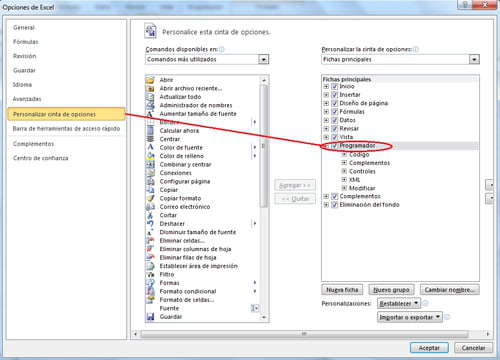 Opciones de Excel
General
Fórmulas
Revisión
Guardar
Idioma
Avanzadas
Personalizar cinta de opciones
Barra de herramientas de acceso rápido
Complementos
Centro de confianza
Personalice esta cinta de opciones.
Comandos disponibles en:
Comandos más utilizados
Abrir
Abrir archivo reciente...
Actualizar todo
Administrador de nombres
Aumentar tamaño de fuente
Bordes
Calcular ahora
Centrar
Color de fuente
Color de relleno
Combinar y centrar
Conexiones
Configurar página
Copiar
Copiar formato
Correo electrónico
Cortar
Deshacer
Disminuir tamaño de fuente
Eliminar celdas...
Eliminar columnas de hoja
Eliminar filas de hoja
Establecer área de impresión
Filtro
Formas
Formato condicional
Formato de celdas...
Fuente
Guardar
Agregar >>
<< Quitar
Personalizar la cinta de opciones:
Fichas principales
Fichas principales
Inicio
Insertar
Diseño de página
Fórmulas
Datos
Revisar
Vista
Programador
Código
Complementos
Controles
XML
Modificar
Complementos
Eliminación del fondo
Nueva ficha
Nuevo grupo
Cambiar nombre...
Personalizaciones:
Restablecer
Importar o exportar
Aceptar
Cancelar